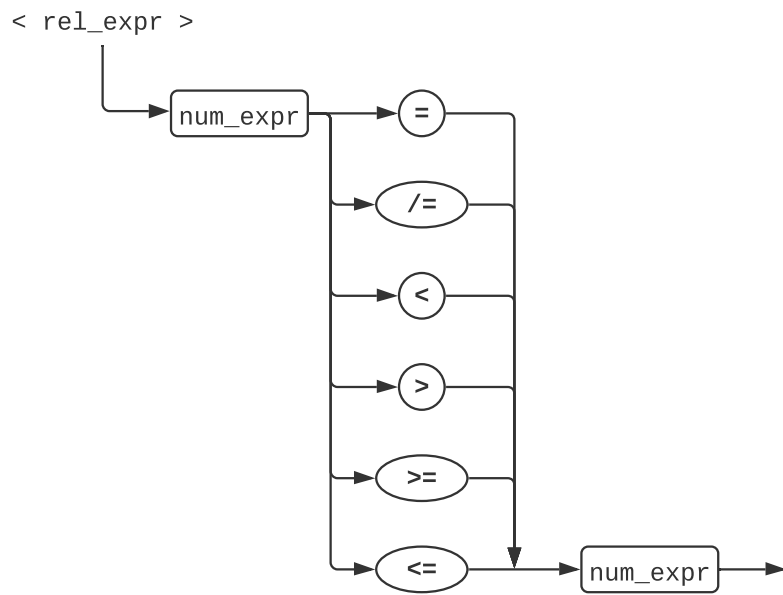 < rel_expr >
num_expr
=
/=
<
>
>=
<=
num_expr